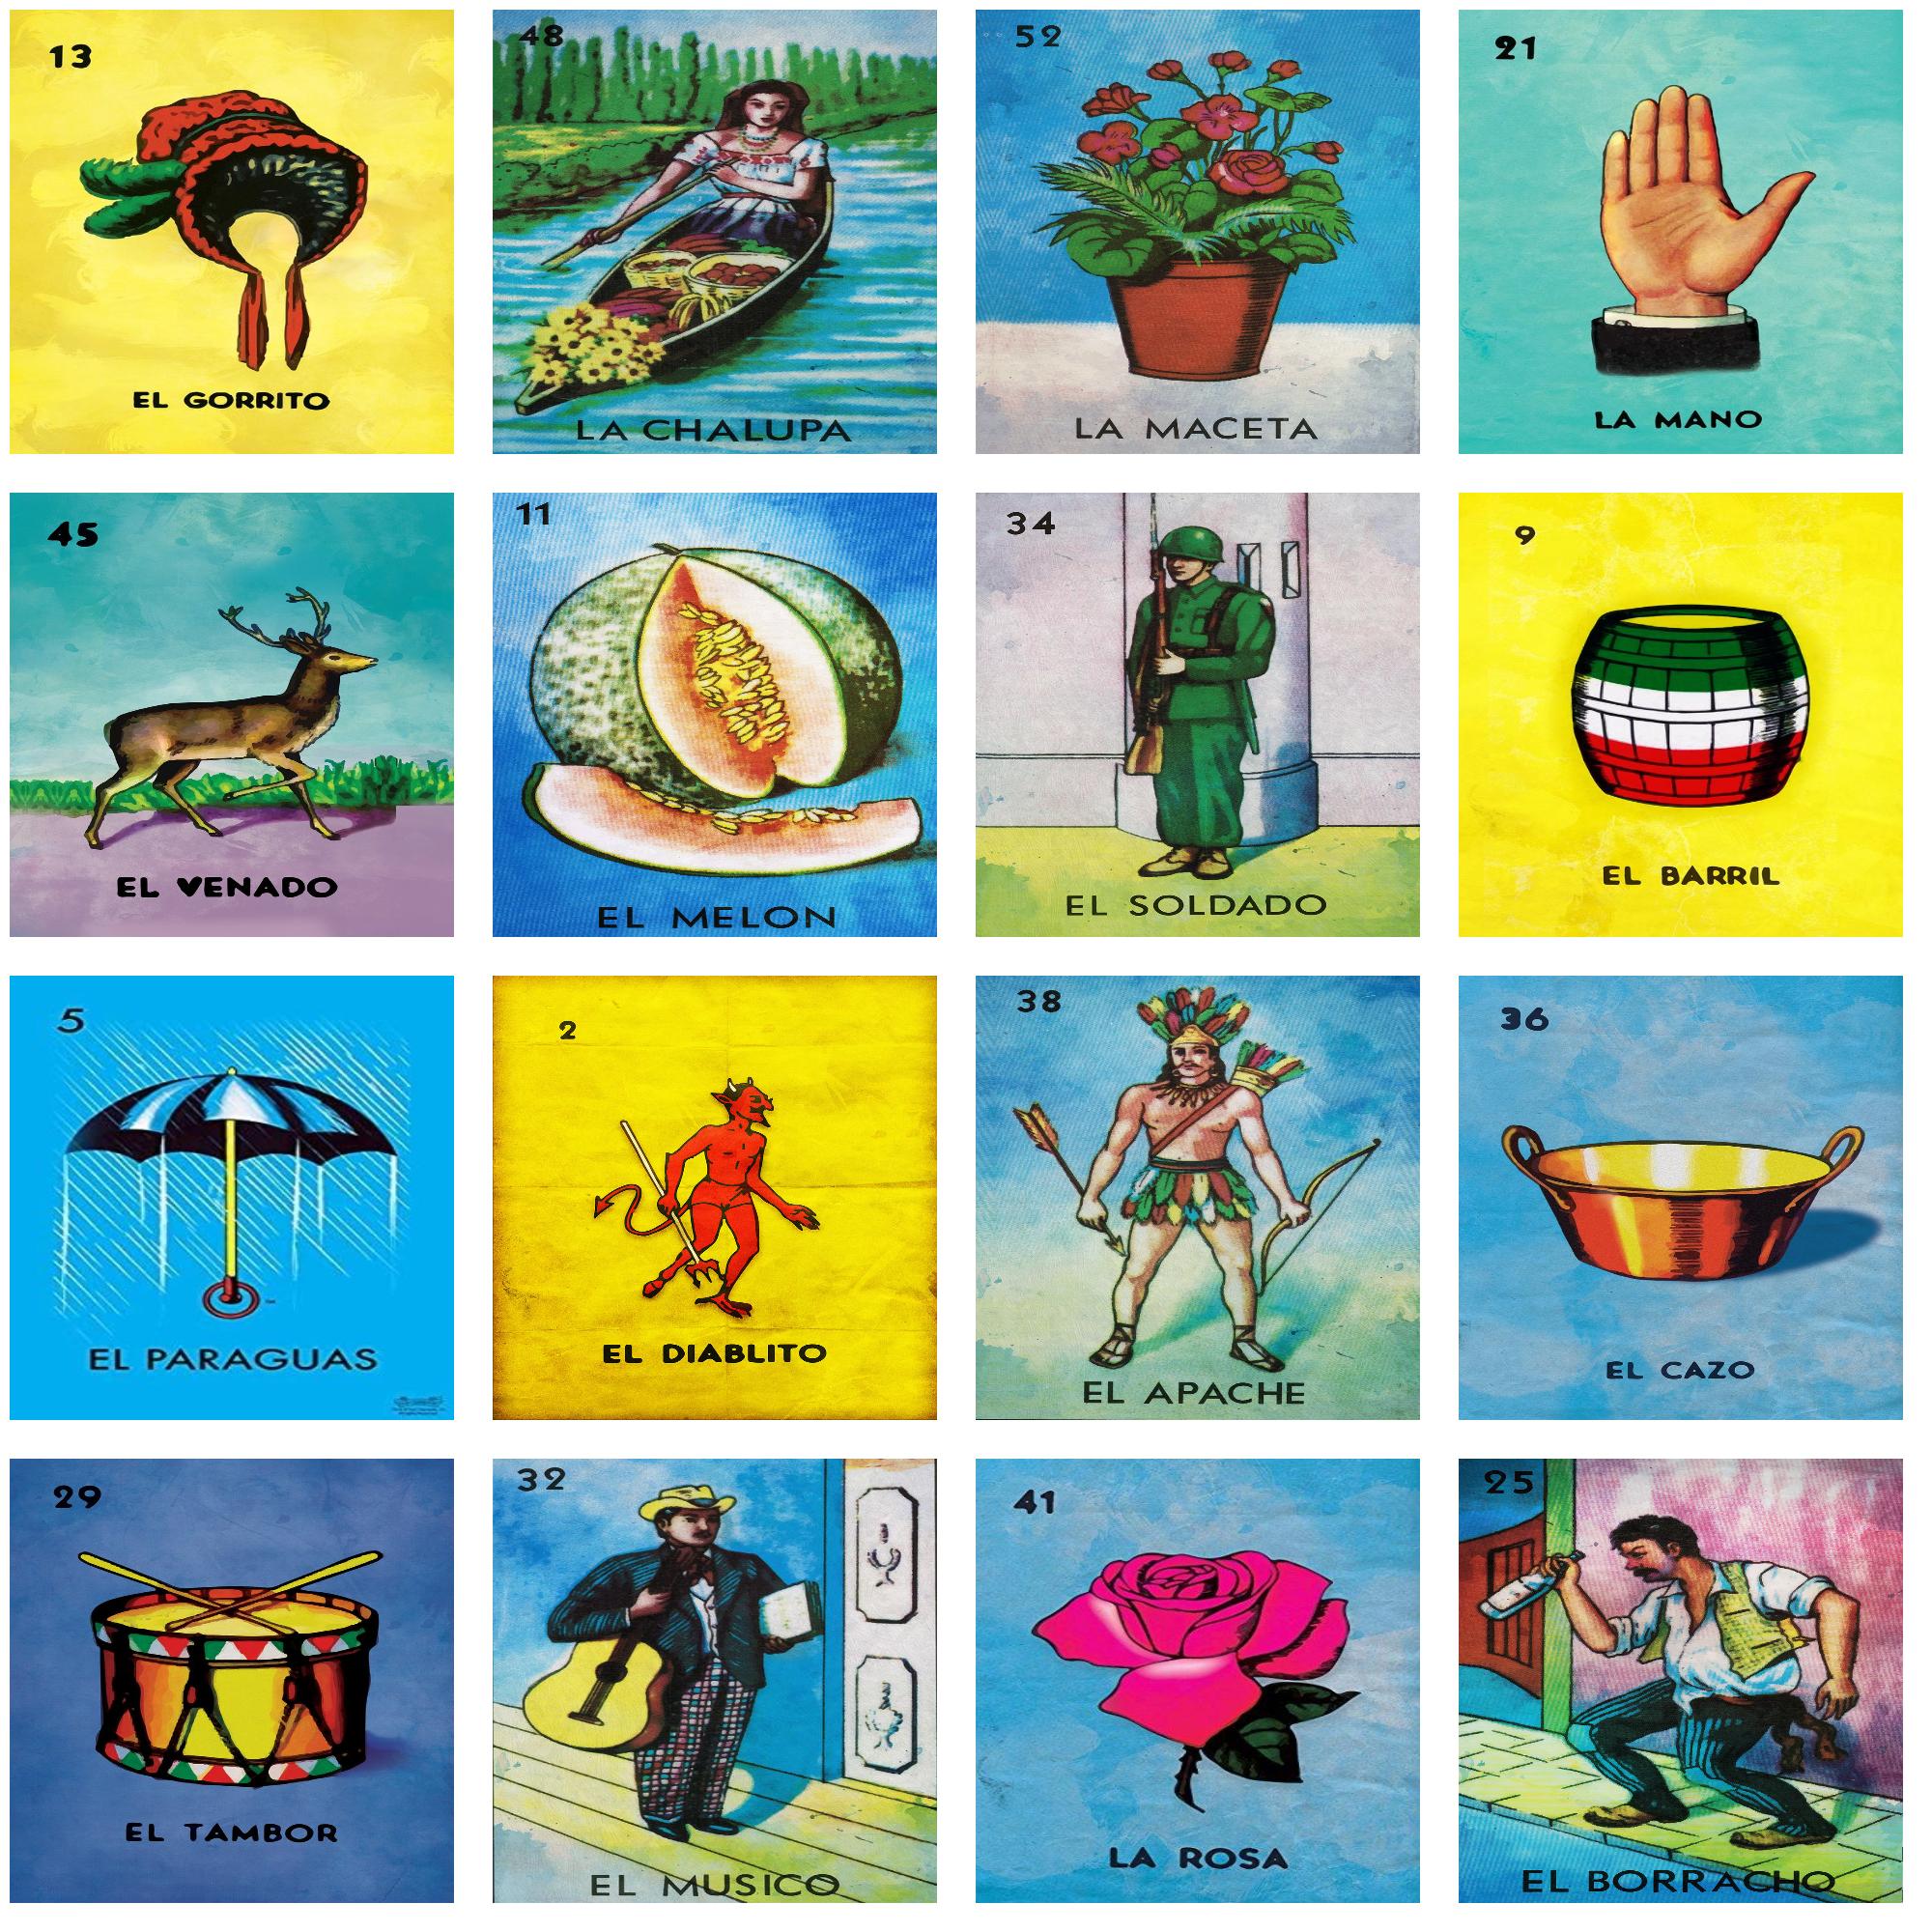 13
EL GORRITO
48
LA CHALUPA
52
LA MACETA
21
LA MANO
45
EL VENADO
11
EL MELON
34
EL SOLDADO
9
EL BARRIL
5
EL PARAGUAS
2
EL DIABLITO
38
EL APACHE
36
EL CAZO
29
EL TAMBOR
32
EL MUSICO
41
LA ROSA
25
EL BORRACHO